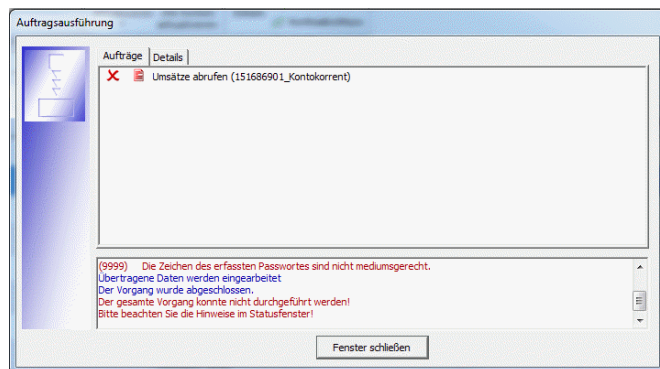 Auftragsausführung
Aufträge Details
Umsätze abrufen (151686901_Kontokorrent)
(9999) Die Zeichen des erfassten Passwortes sind nicht mediumsgerecht.
Übertragene Daten werden eingearbeitet
Der Vorgang wurde abgeschlossen.
Der gesamte Vorgang konnte nicht durchgeführt werden!
Bitte beachten Sie die Hinweise im Statusfenster!
Fenster schließen